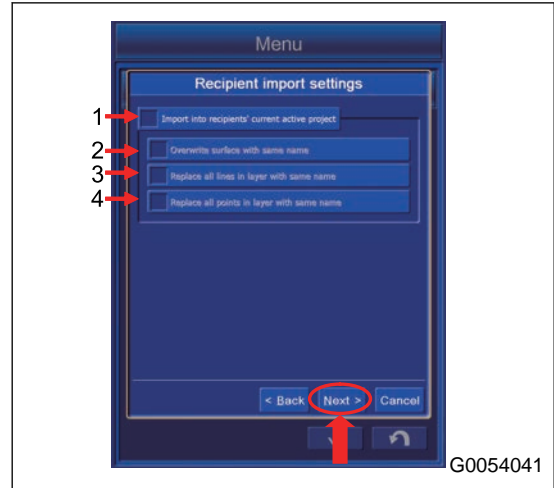 Menu
Recipient import settings
1
Import into recipients' current active project
2
Overwrite surface with same name
3
Replace all lines in layer with same name
4
Replace all points in layer with same name
< Back
Next >
Cancel
G0054041